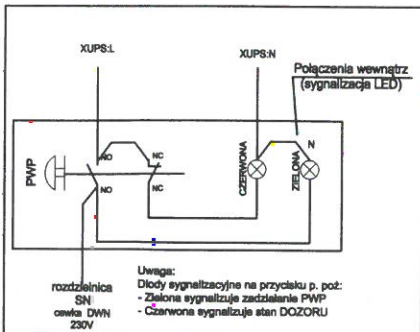 XUPS:L
XUPS:N
Połączenia wewnątrz
(sygnalizacja LED)
PWP
NO
NC
NO
NC
CZERWONA
ZIELONA
N
rozdzielnica
SN
cewka DWN
230V
Uwaga:
Diody sygnalizacyjne na przycisku p. poż:
- Zielona sygnalizuje zadziałanie PWP
- Czerwona sygnalizuje stan DOZORU